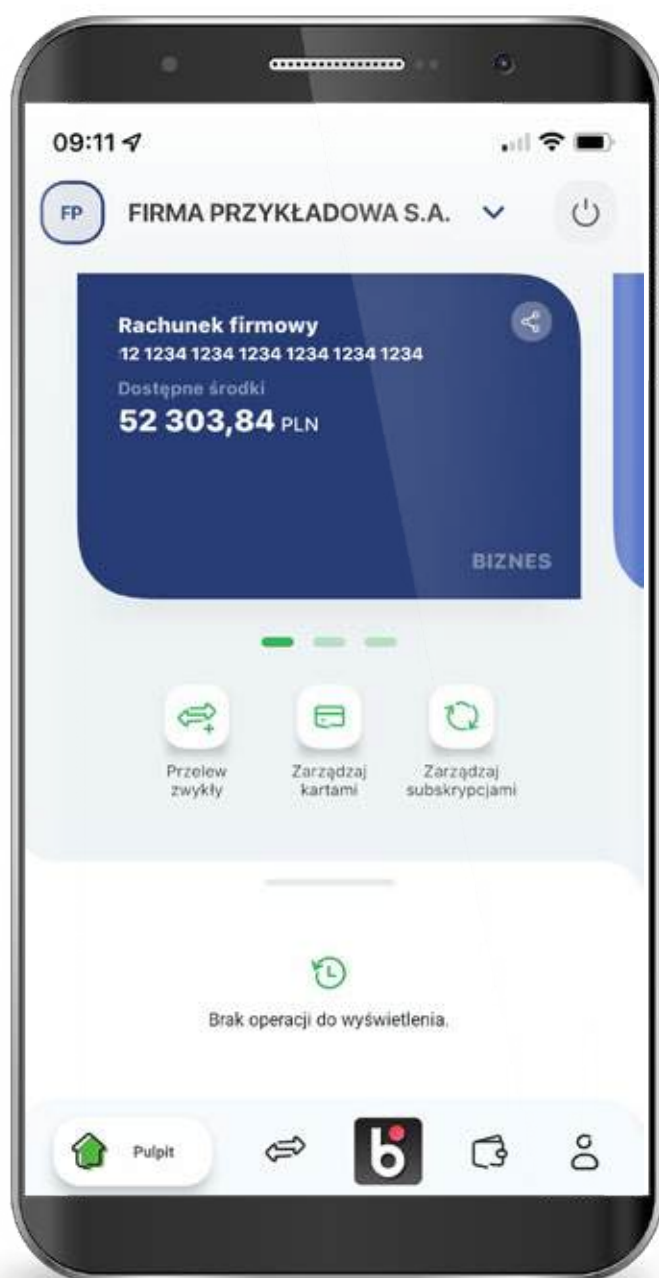 09:11
FP FIRMA PRZYKŁADOWA S.A.
Rachunek firmowy
12 1234 1234 1234 1234 1234 1234
Dostępne środki
52 303,84 PLN
BIZNES
Przelew
zwykły
Zarządzaj
kartami
Zarządzaj
subskrypcjami
Brak operacji do wyświetlenia.
Pulpit
b